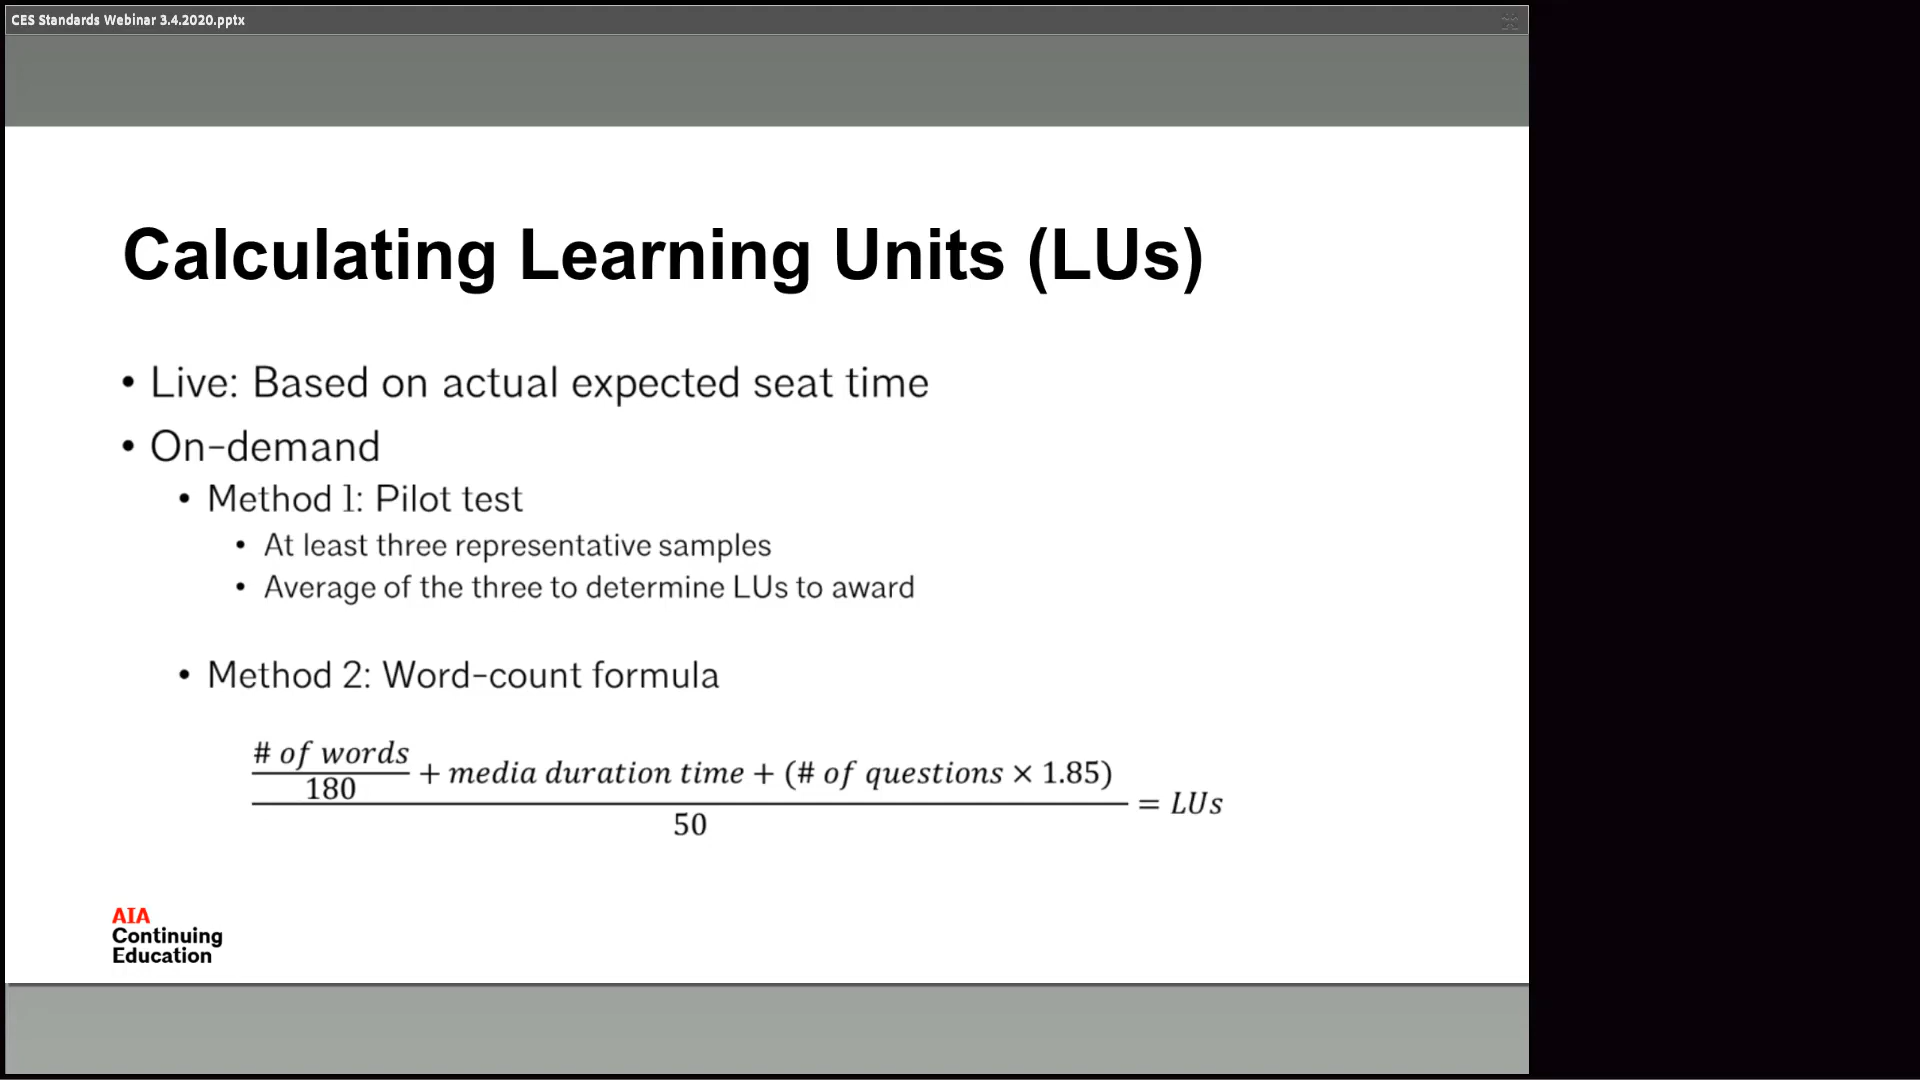 CES Standards Webinar 3.4.2020.pptx
Calculating Learning Units (LUs)
• Live: Based on actual expected seat time
• On-demand
• Method 1: Pilot test
• At least three representative samples
• Average of the three to determine LUs to award
• Method 2: Word-count formula
# of words
180
+ media duration time + (# of questions × 1.85)
50
= LUs
AIA
Continuing
Education